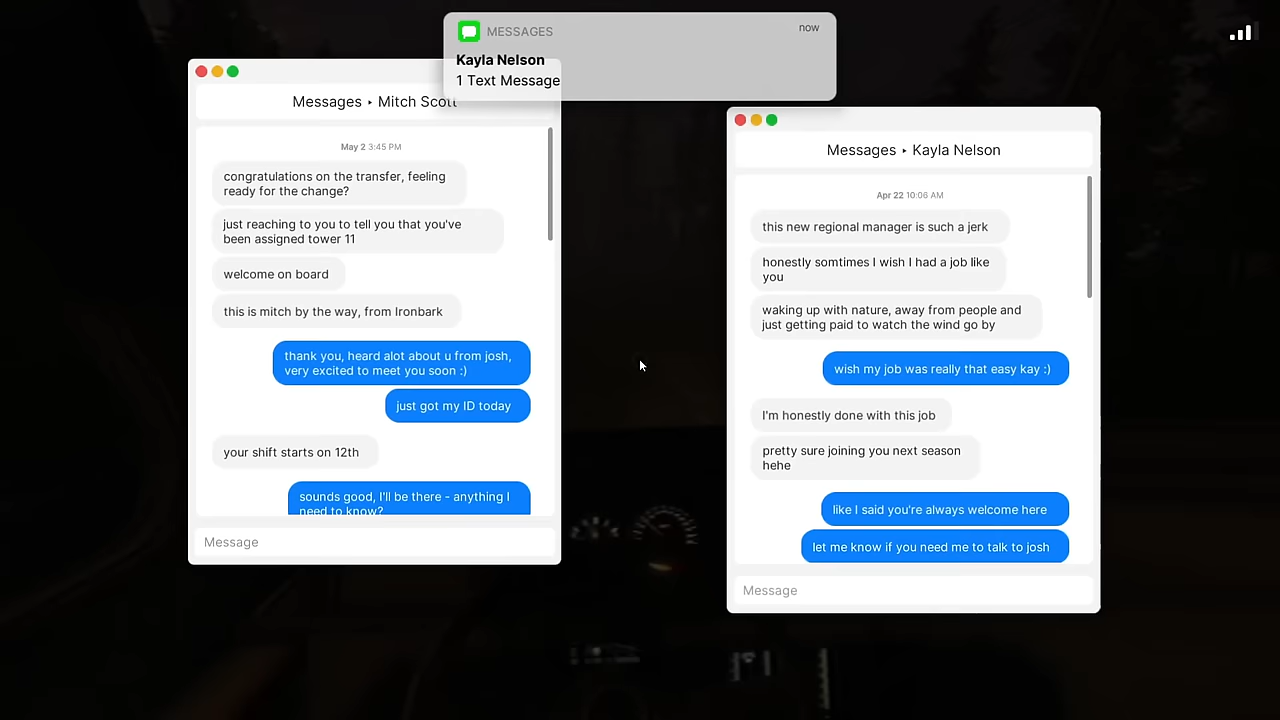 MESSAGES
now
Kayla Nelson
1 Text Message
Messages ‣ Mitch Scott
May 2 3:45 PM
congratulations on the transfer, feeling
ready for the change?
just reaching to you to tell you that you've
been assigned tower 11
welcome on board
this is mitch by the way, from Ironbark
thank you, heard alot about u from josh,
very excited to meet you soon :)
just got my ID today
your shift starts on 12th
sounds good, I'll be there - anything I
need to know?
Message
Messages ‣ Kayla Nelson
Apr 22 10:06 AM
this new regional manager is such a jerk
honestly somtimes I wish I had a job like
you
waking up with nature, away from people and
just getting paid to watch the wind go by
wish my job was really that easy kay :)
I'm honestly done with this job
pretty sure joining you next season
hehe
like I said you're always welcome here
let me know if you need me to talk to josh
Message